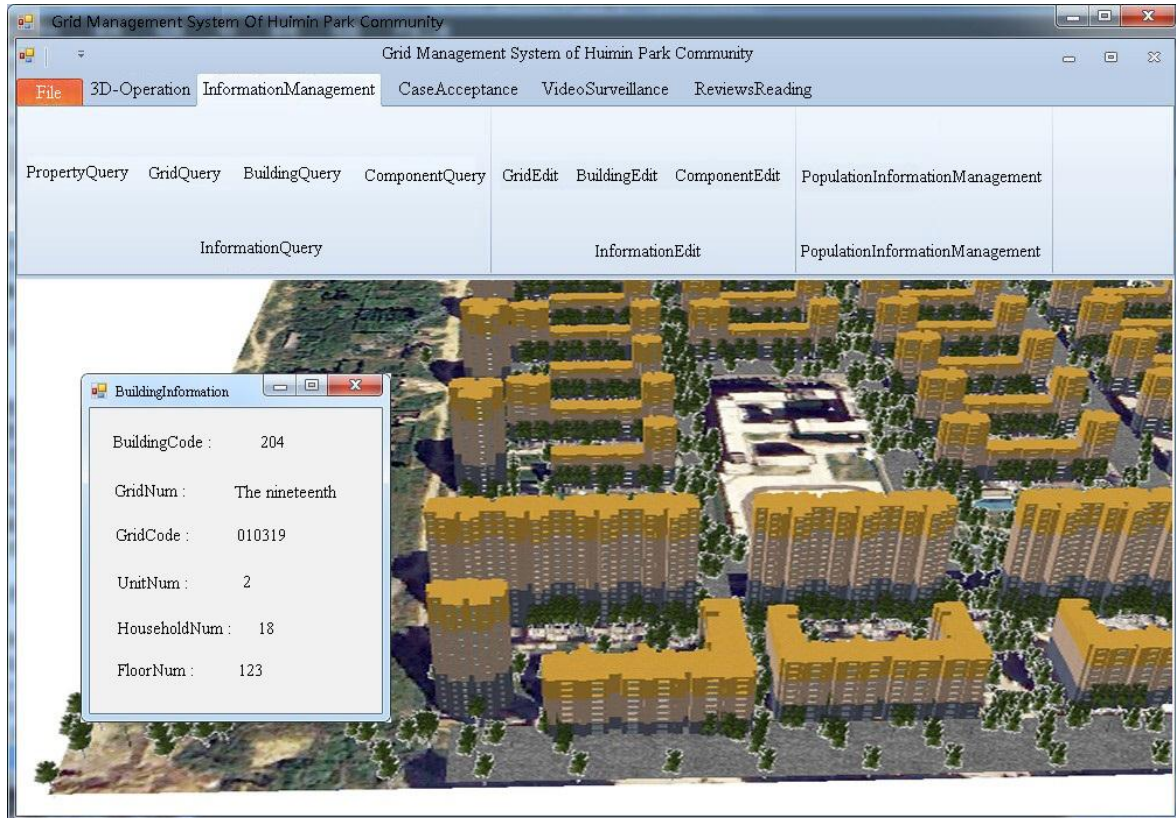 Grid Management System Of Huimin Park Community
Grid Management System of Huimin Park Community
File 3D-Operation InformationManagement CaseAcceptance VideoSurveillance ReviewsReading
PropertyQuery GridQuery BuildingQuery ComponentQuery GridEdit BuildingEdit ComponentEdit PopulationInformationManagement
InformationQuery InformationEdit PopulationInformationManagement
BuildingInformation
BuildingCode : 204
GridNum : The nineteenth
GridCode : 010319
UnitNum : 2
HouseholdNum : 18
FloorNum : 123